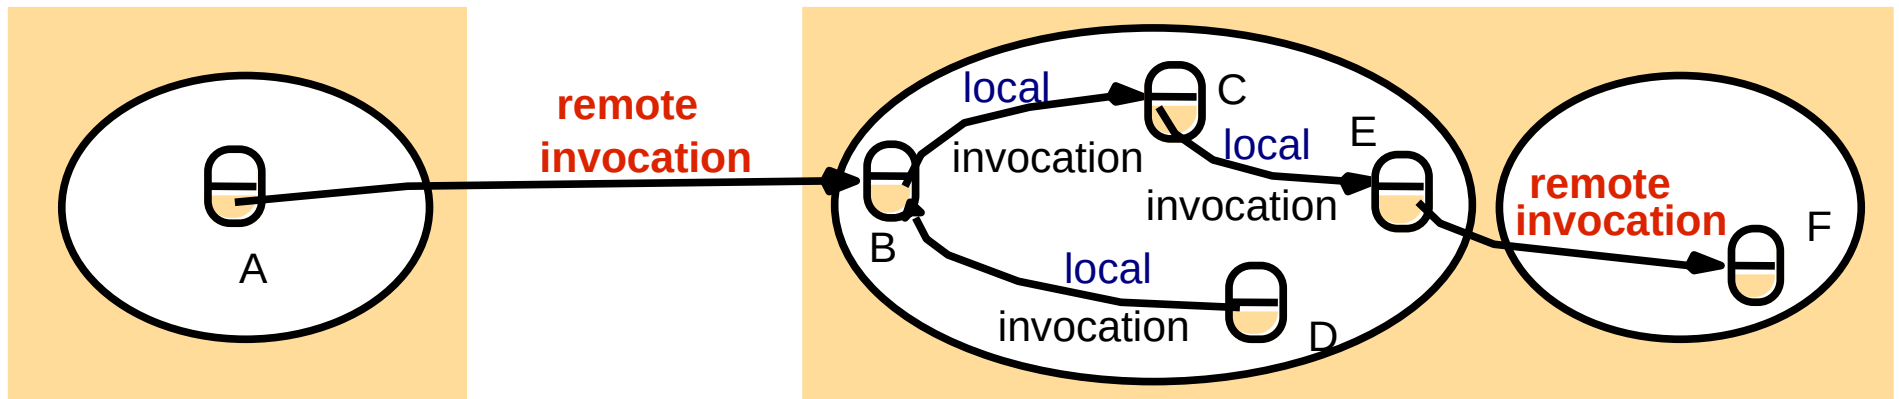 remote
invocation
A
local
invocation
C
local
invocation
E
B
local
invocation
D
remote
invocation
F